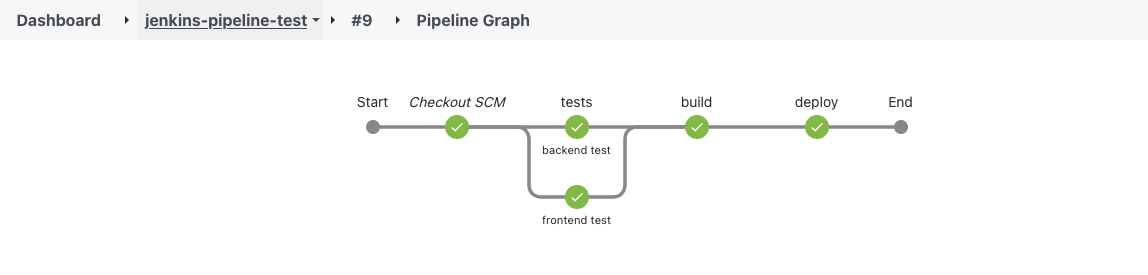 Dashboard jenkins-pipeline-test #9 Pipeline Graph
Start Checkout SCM tests build deploy End
backend test
frontend test